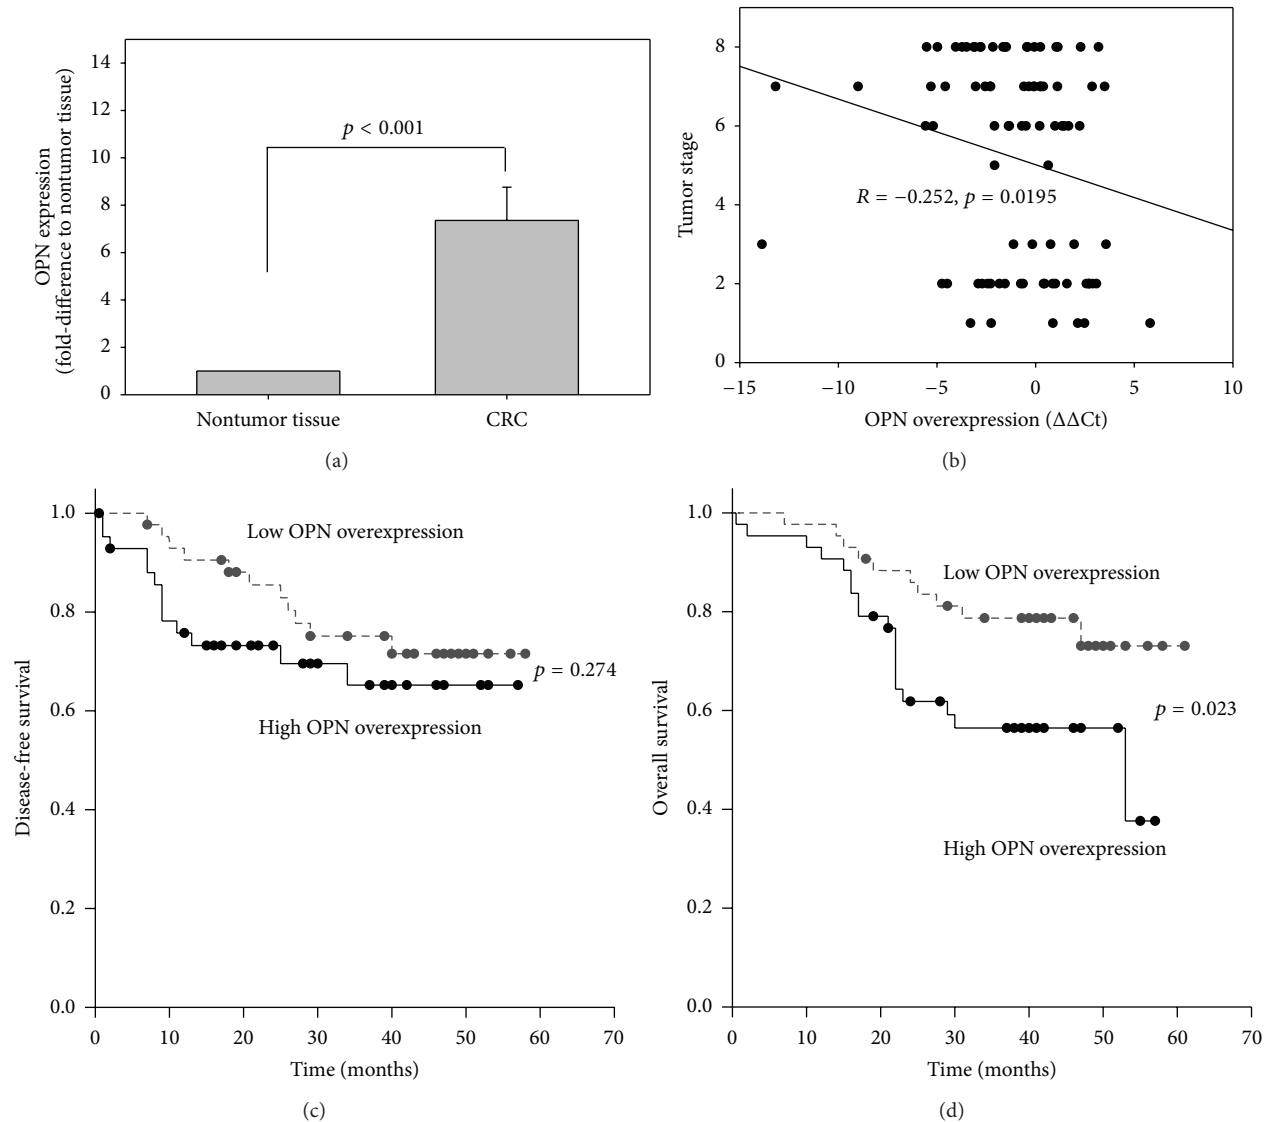 14
12
10
8
6
4
2
0
OPN expression
(fold-difference to nontumor tissue)
p < 0.001
Nontumor tissue
CRC
(a)
8
6
4
2
0
Tumor stage
R = −0.252, p = 0.0195
−15
−10
−5
0
5
10
OPN overexpression (ΔΔCt)
(b)
1.0
0.8
0.6
0.4
0.2
0.0
Disease-free survival
Low OPN overexpression
p = 0.274
High OPN overexpression
0
10
20
30
40
50
60
70
Time (months)
(c)
1.0
0.8
0.6
0.4
0.2
0.0
Overall survival
Low OPN overexpression
p = 0.023
High OPN overexpression
0
10
20
30
40
50
60
70
Time (months)
(d)